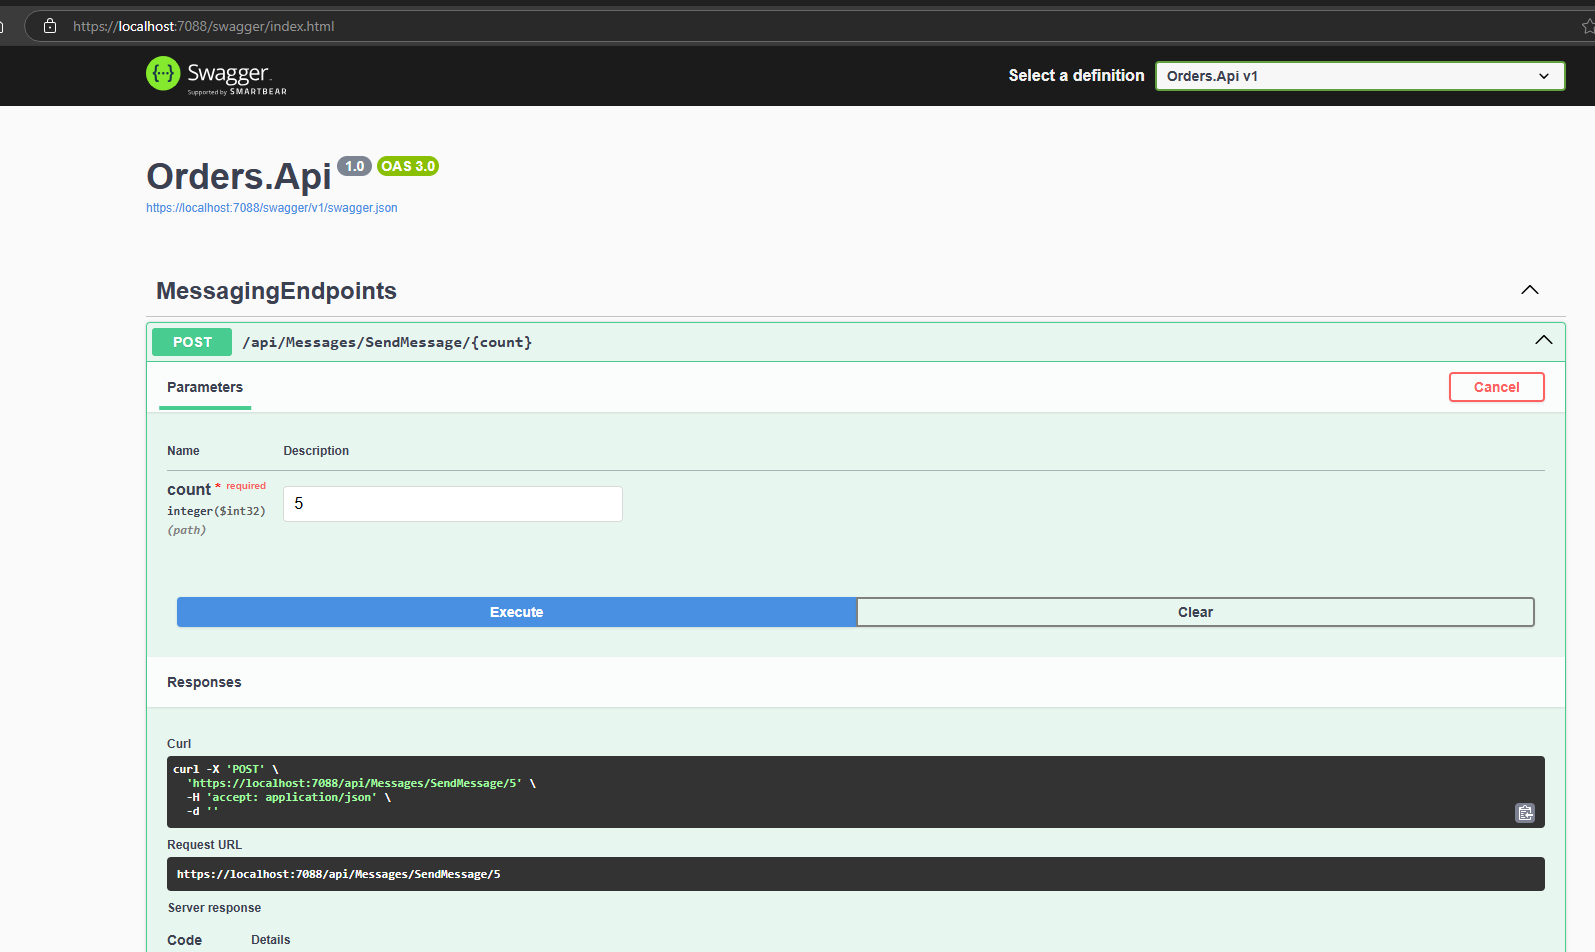 https://localhost:7088/swagger/index.html
Swagger
Supported by SMARTBEAR
Select a definition
Orders.Api v1
Orders.Api 1.0 OAS 3.0
https://localhost:7088/swagger/v1/swagger.json
MessagingEndpoints
POST /api/Messages/SendMessage/{count}
Parameters
Cancel
Name Description
count * required
integer($int32)
(path)
5
Execute
Clear
Responses
Curl
curl -X 'POST' \
'https://localhost:7088/api/Messages/SendMessage/5' \
-H 'accept: application/json' \
-d ''
Request URL
https://localhost:7088/api/Messages/SendMessage/5
Server response
Code Details